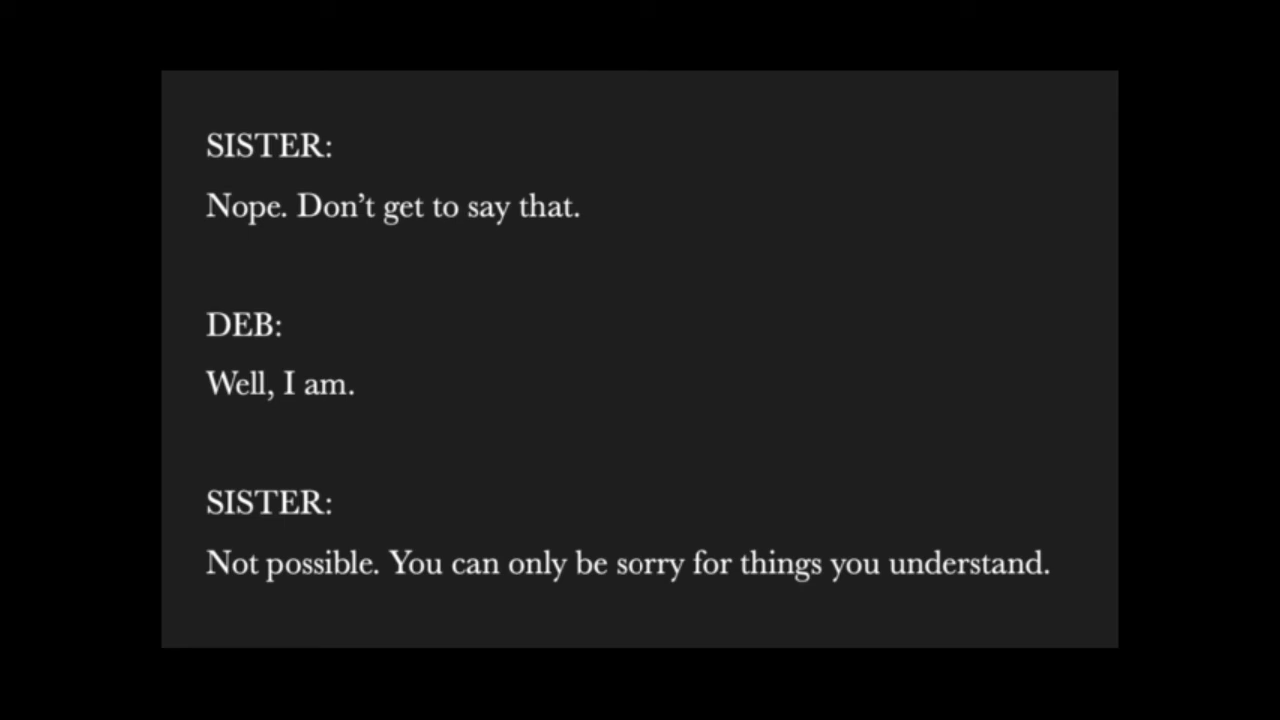 SISTER:
Nope. Don’t get to say that.
DEB:
Well, I am.
SISTER:
Not possible. You can only be sorry for things you understand.